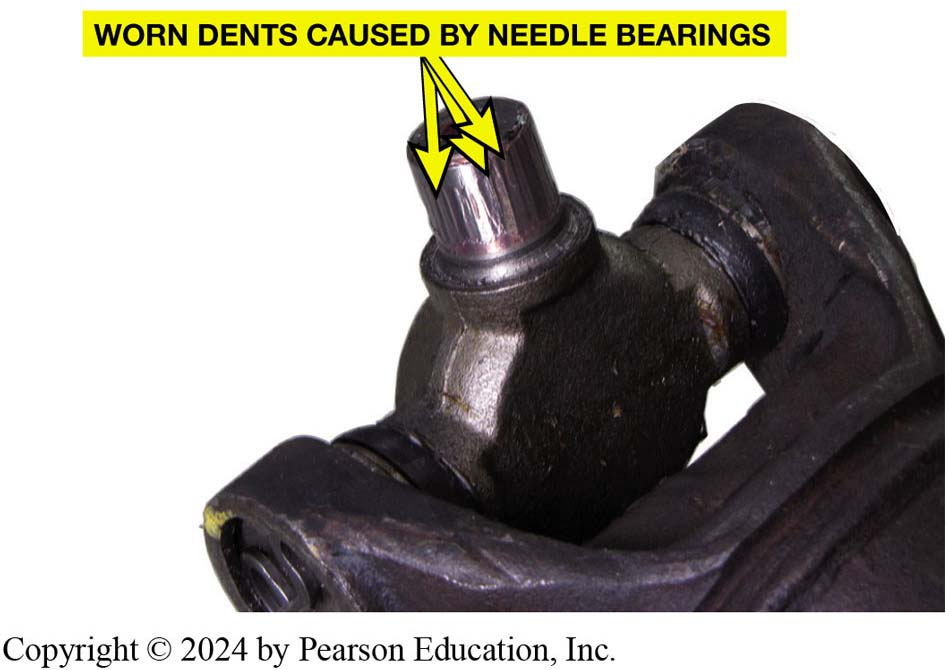 WORN DENTS CAUSED BY NEEDLE BEARINGS
Copyright © 2024 by Pearson Education, Inc.